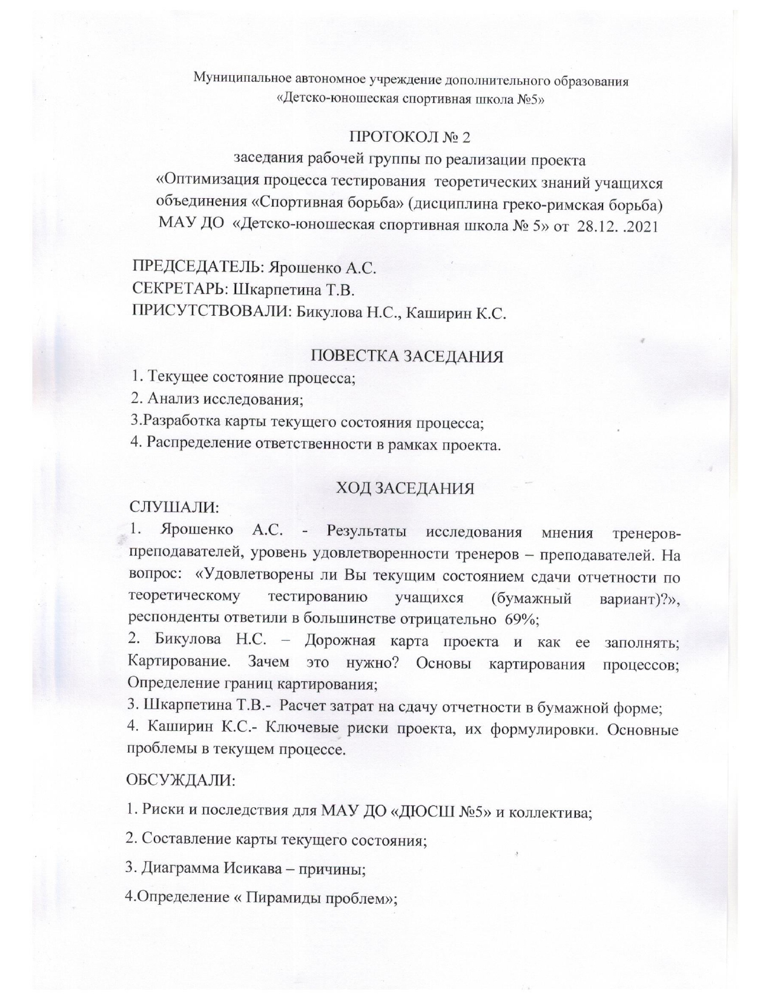 Муниципальное автономное учреждение дополнительного образования
«Детско-юношеская спортивная школа №5»
ПРОТОКОЛ № 2
заседания рабочей группы по реализации проекта
«Оптимизация процесса тестирования теоретических знаний учащихся
объединения «Спортивная борьба» (дисциплина греко-римская борьба)
МАУ ДО «Детско-юношеская спортивная школа № 5» от 28.12. .2021
ПРЕДСЕДАТЕЛЬ: Ярошенко А.С.
СЕКРЕТАРЬ: Шкарпетина Т.В.
ПРИСУТСТВОВАЛИ: Бикулова Н.С., Каширин К.С.
ПОВЕСТКА ЗАСЕДАНИЯ
1. Текущее состояние процесса;
2. Анализ исследования;
3.Разработка карты текущего состояния процесса;
4. Распределение ответственности в рамках проекта.
ХОД ЗАСЕДАНИЯ
СЛУШАЛИ:
1. Ярошенко А.С. - Результаты исследования мнения тренеров-
преподавателей, уровень удовлетворенности тренеров – преподавателей. На
вопрос: «Удовлетворены ли Вы текущим состоянием сдачи отчетности по
теоретическому тестированию учащихся (бумажный вариант)?»,
респонденты ответили в большинстве отрицательно 69%;
2. Бикулова Н.С. – Дорожная карта проекта и как ее заполнять;
Картирование. Зачем это нужно? Основы картирования процессов;
Определение границ картирования;
3. Шкарпетина Т.В.- Расчет затрат на сдачу отчетности в бумажной форме;
4. Каширин К.С.- Ключевые риски проекта, их формулировки. Основные
проблемы в текущем процессе.
ОБСУЖДАЛИ:
1. Риски и последствия для МАУ ДО «ДЮСШ №5» и коллектива;
2. Составление карты текущего состояния;
3. Диаграмма Исикава – причины;
4.Определение « Пирамиды проблем»;